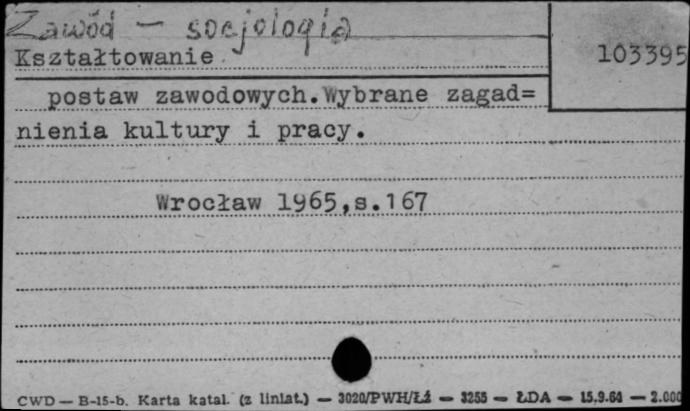 Zawód – socjologia
Kształtowanie
103395
postaw zawodowych.Wybrane zagad=
nienia kultury i pracy.
Wrocław 1965,s.167
CWD — B-15-b. Karta katal. (z liniat.) — 3020/PWH/Łź — 3255 — ŁDA — 15.9.64 — 2.000